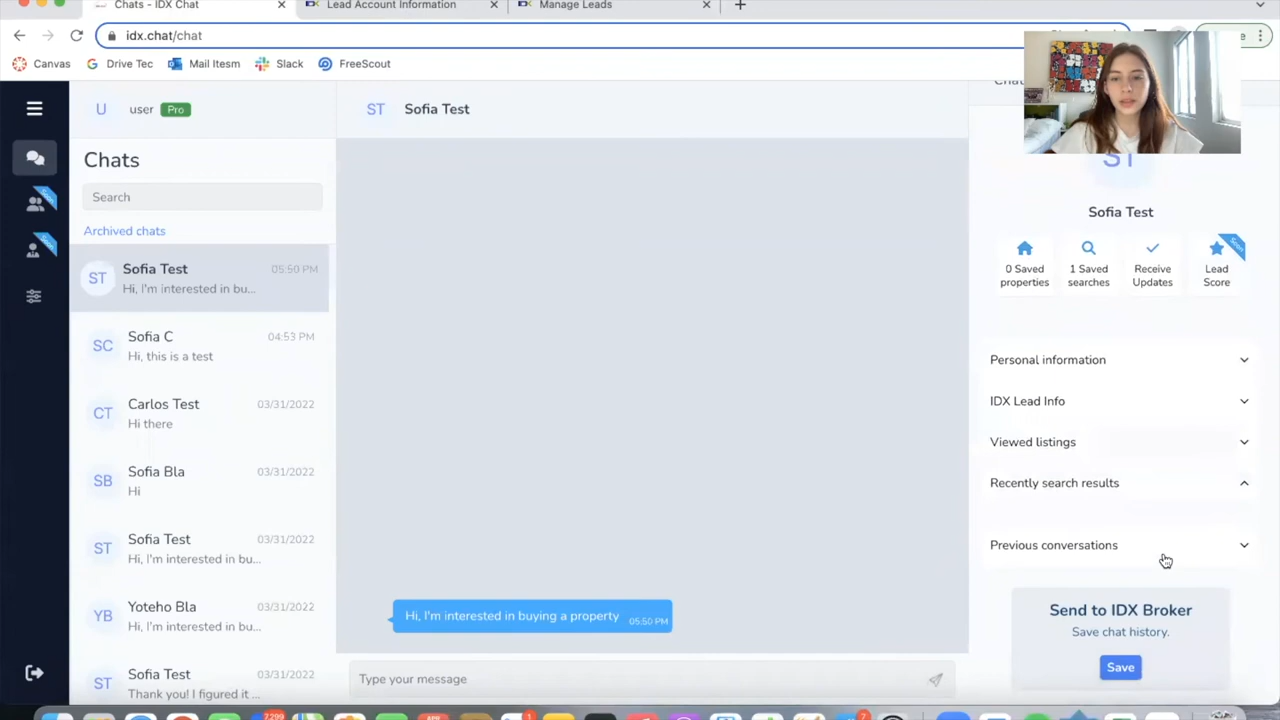 Chats - IDX Chat
Lead Account Information
Manage Leads
idx.chat/chat
Canvas
Drive Tec
Mail Itesm
Slack
FreeScout
U
user
Pro
ST
Sofia Test
Chats
Search
Archived chats
ST
Sofia Test
05:50 PM
Hi, I'm interested in bu...
SC
Sofia C
04:53 PM
Hi, this is a test
CT
Carlos Test
03/31/2022
Hi there
SB
Sofia Bla
03/31/2022
Hi
ST
Sofia Test
03/31/2022
Hi, I'm interested in bu...
YB
Yoteho Bla
03/31/2022
Hi, I'm interested in bu...
ST
Sofia Test
03/31/2022
Thank you! I figured it ...
Hi, I'm interested in buying a property
05:50 PM
Type your message
ST
Sofia Test
0 Saved
properties
1 Saved
searches
Receive
Updates
Lead
Score
Soon
Personal information
IDX Lead Info
Viewed listings
Recently search results
Previous conversations
Send to IDX Broker
Save chat history.
Save